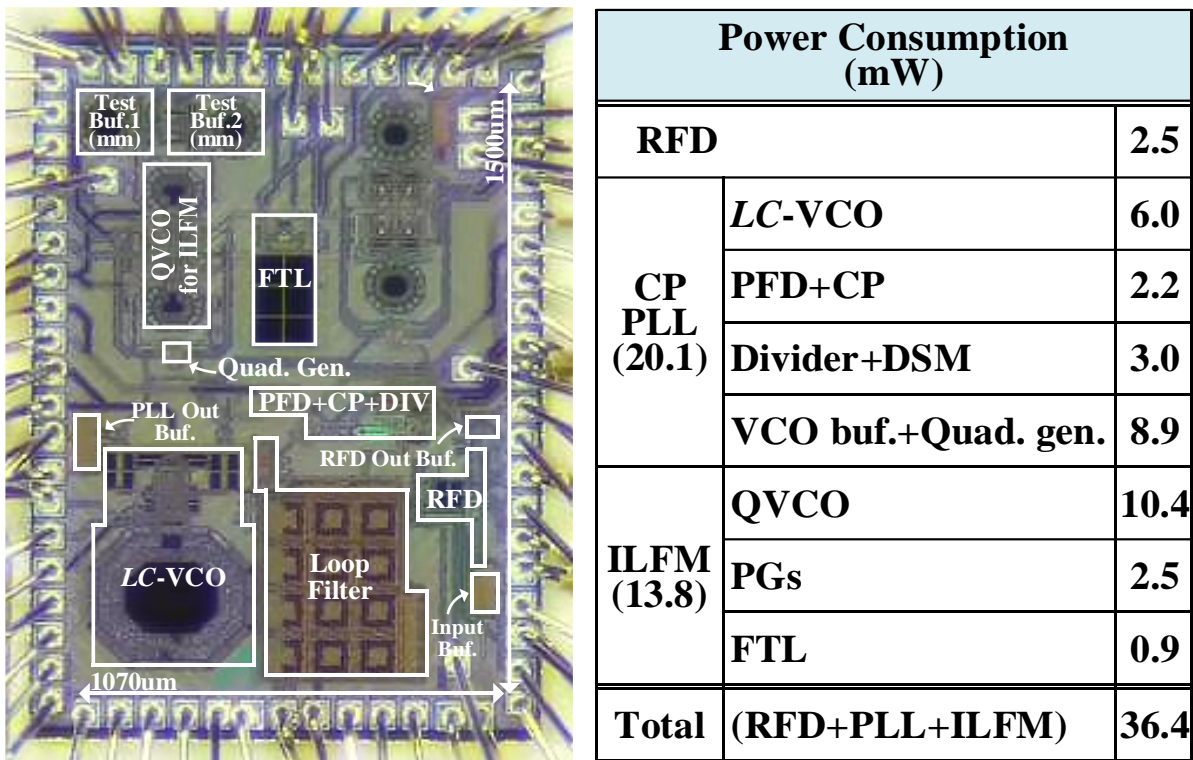 Test
Buf.1
(mm)
Test
Buf.2
(mm)
1500um
QVCO
for ILFM
FTL
Quad. Gen.
PFD+CP+DIV
PLL Out
Buf.
RFD Out Buf.
RFD
LC-VCO
Loop
Filter
Input
Buf.
1070um
Power Consumption
(mW)
RFD 2.5
CP
PLL
(20.1)
LC-VCO 6.0
PFD+CP 2.2
Divider+DSM 3.0
VCO buf.+Quad. gen. 8.9
ILFM
(13.8)
QVCO 10.4
PGs 2.5
FTL 0.9
Total (RFD+PLL+ILFM) 36.4